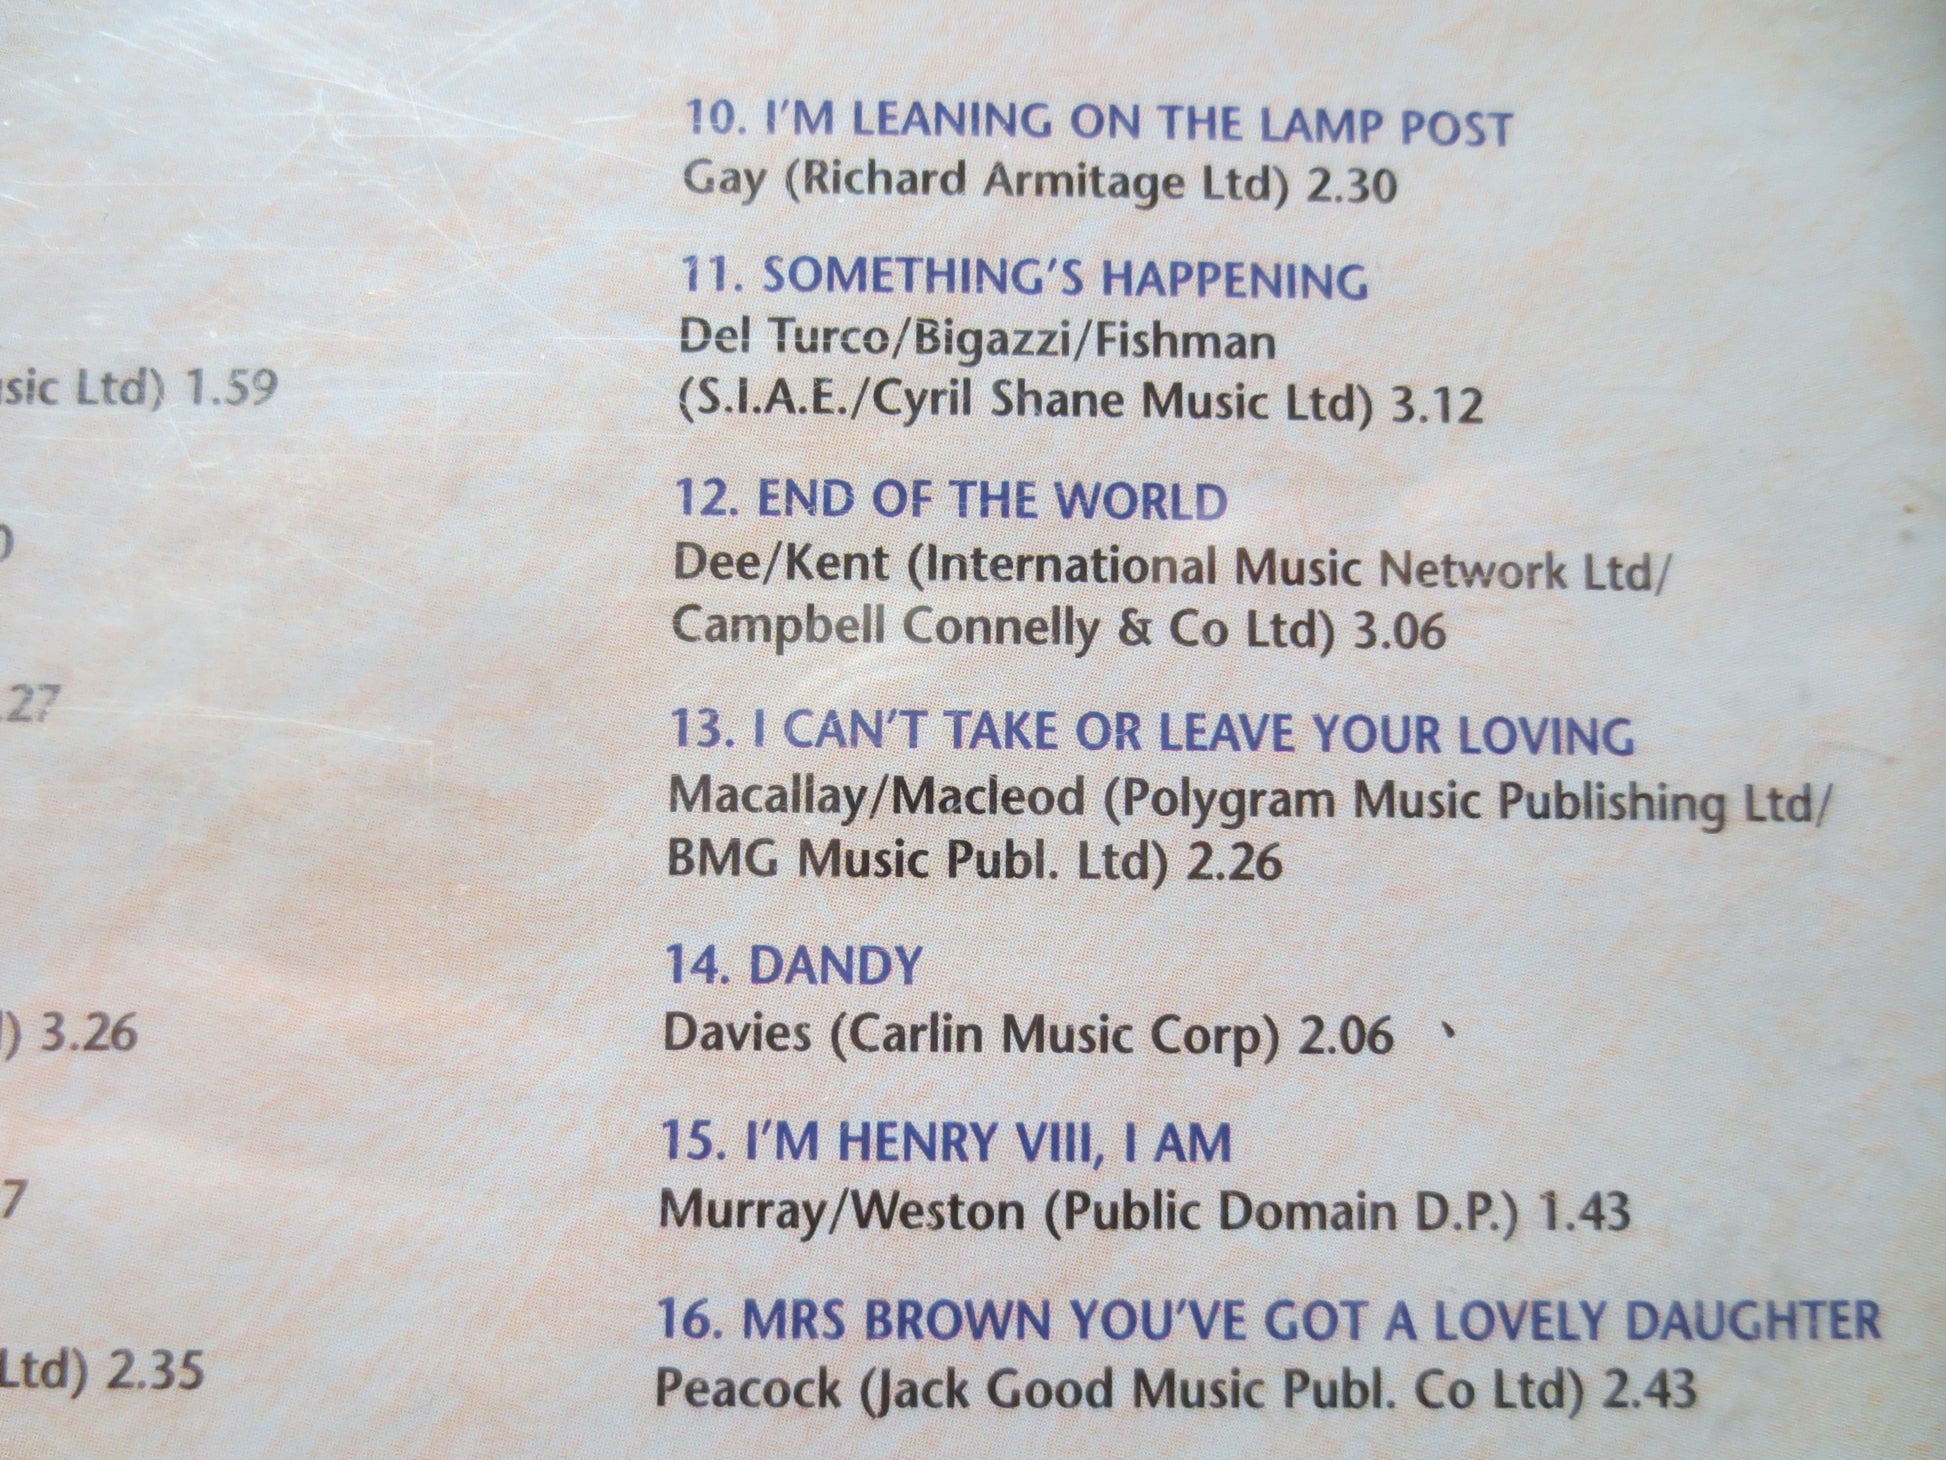 sic Ltd) 1.59
.27
) 3.26
7
Ltd) 2.35
10. I'M LEANING ON THE LAMP POST
Gay (Richard Armitage Ltd) 2.30
11. SOMETHING'S HAPPENING
Del Turco/Bigazzi/Fishman
(S.I.A.E./Cyril Shane Music Ltd) 3.12
12. END OF THE WORLD
Dee/Kent (International Music Network Ltd/
Campbell Connelly & Co Ltd) 3.06
13. I CAN'T TAKE OR LEAVE YOUR LOVING
Macallay/Macleod (Polygram Music Publishing Ltd/
BMG Music Publ. Ltd) 2.26
14. DANDY
Davies (Carlin Music Corp) 2.06
15. I'M HENRY VIII, I AM
Murray/Weston (Public Domain D.P.) 1.43
16. MRS BROWN YOU'VE GOT A LOVELY DAUGHTER
Peacock (Jack Good Music Publ. Co Ltd) 2.43